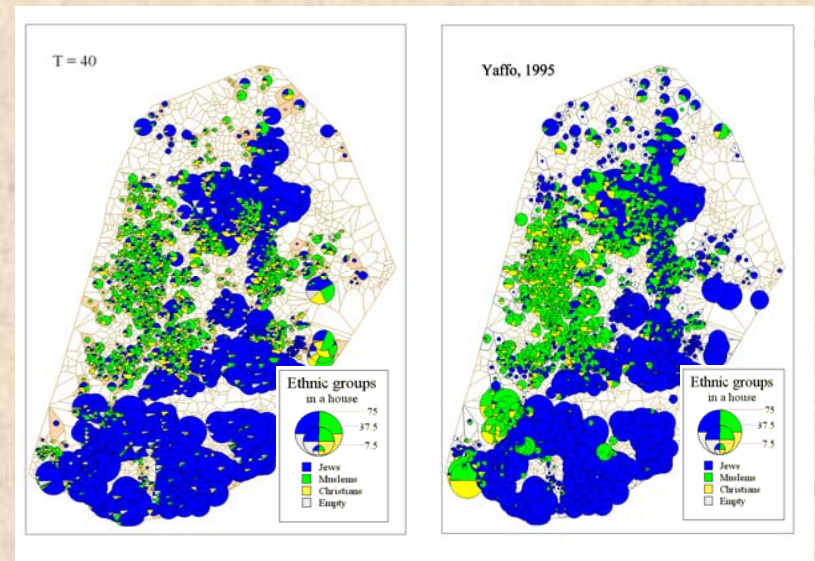 T = 40
Ethnic groups
in a house
75
37.5
7.5
Jews
Muslems
Christians
Empty
Yaffo, 1995
Ethnic groups
in a house
75
37.5
7.5
Jews
Muslems
Christians
Empty